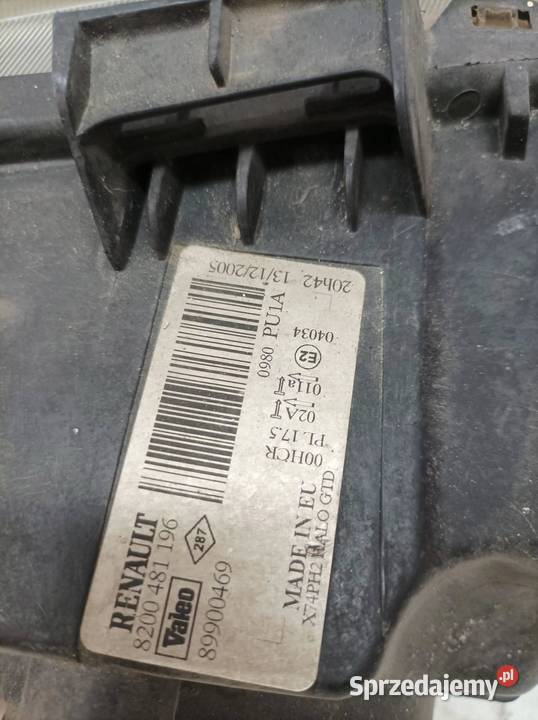 RENAULT
8200 481 196
Valeo
287
89900469
0980 PU1A
E2 04034
02A 011a
00HCR PL 17.5
MADE IN EU
X74PH2 HALO GTD
20h42 13/12/2005
Sprzedajemy.pl